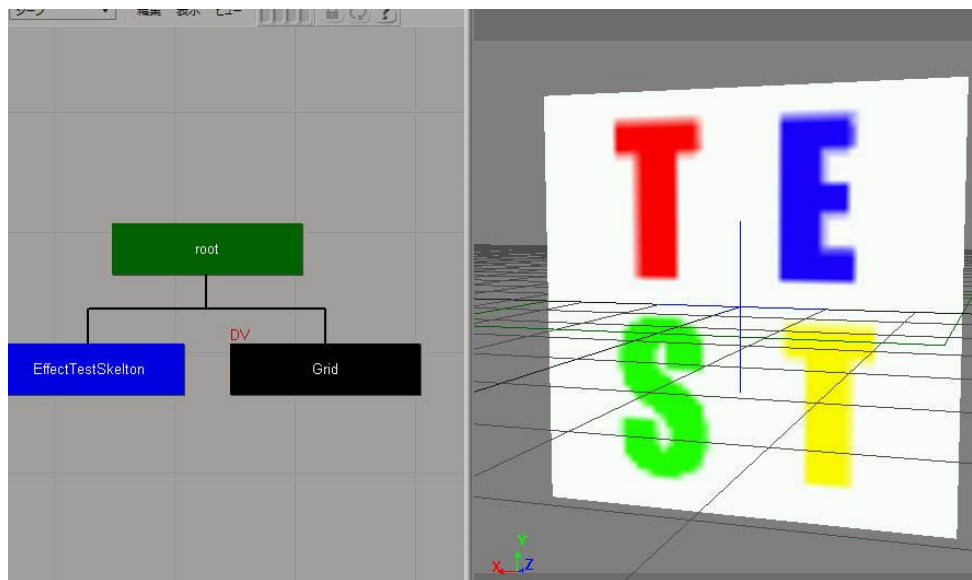 編集 表示 ビュー
root
DV
EffectTestSkelton
Grid
T E
S T
Y
X Z